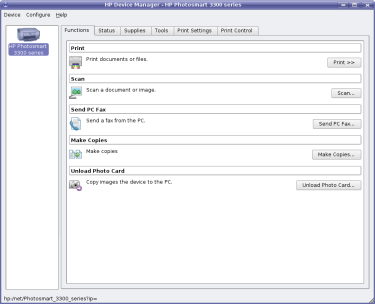 HP Device Manager - HP Photosmart 3300 series
Device Configure Help
HP Photosmart
3300 series
Functions Status Supplies Tools Print Settings Print Control
Print
Print documents or files.
Print >>
Scan
Scan a document or image.
Scan...
Send PC Fax
Send a fax from the PC.
Send PC Fax...
Make Copies
Make copies
Make Copies...
Unload Photo Card
Copy images the device to the PC.
Unload Photo Card...
hp:/net/Photosmart_3300_series?ip=